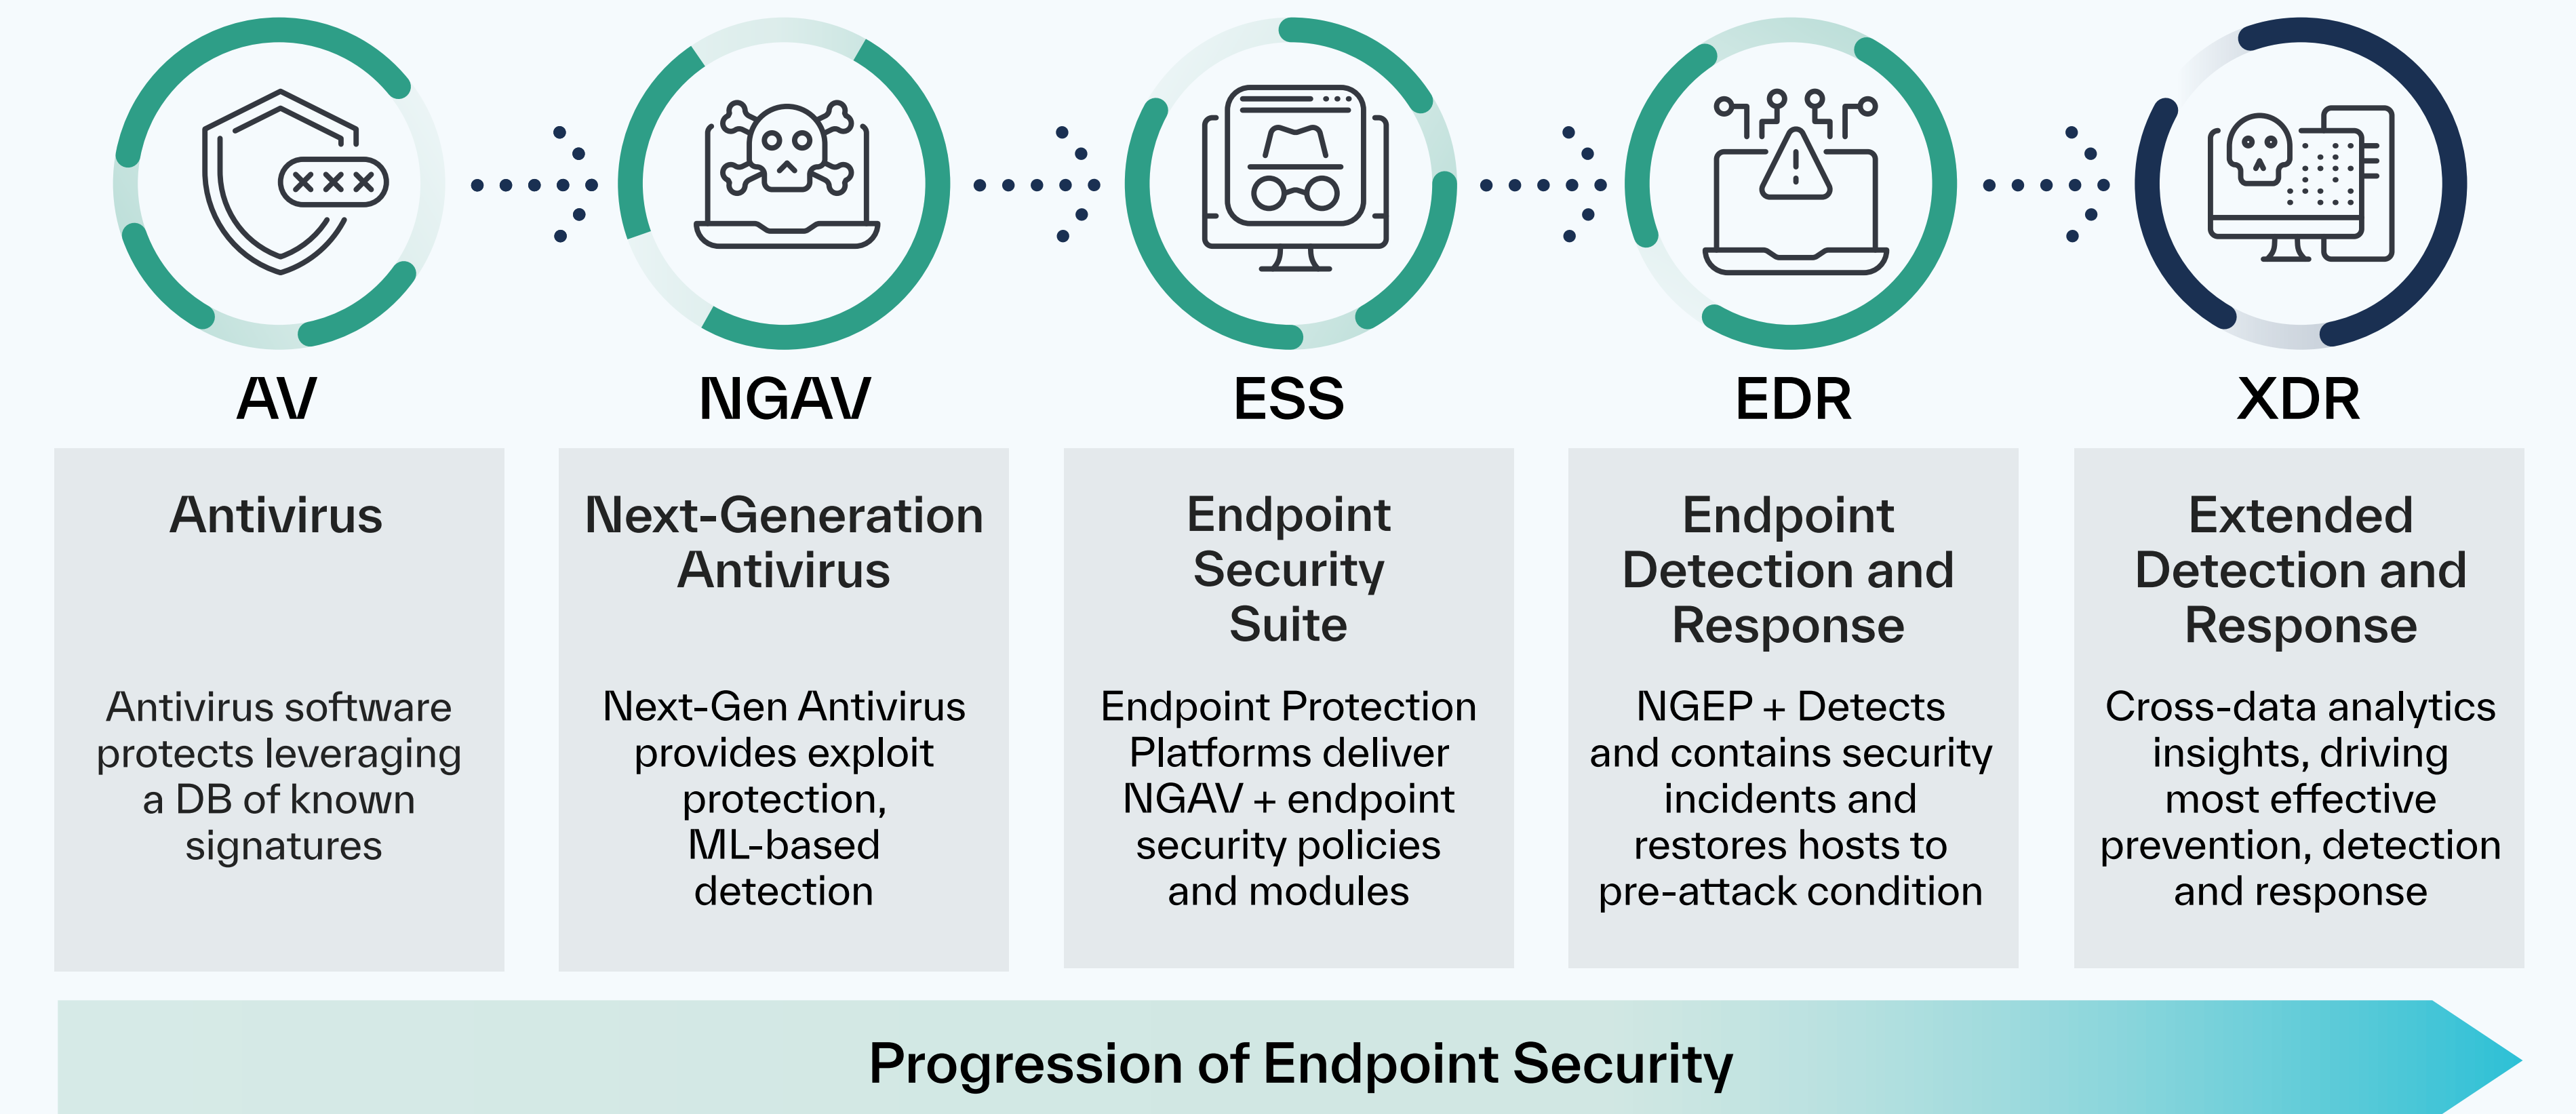 AV
NGAV
ESS
EDR
XDR
Antivirus
Antivirus software
protects leveraging
a DB of known
signatures
Next-Generation
Antivirus
Next-Gen Antivirus
provides exploit
protection,
ML-based
detection
Endpoint
Security
Suite
Endpoint Protection
Platforms deliver
NGAV + endpoint
security policies
and modules
Endpoint
Detection and
Response
NGEP + Detects
and contains security
incidents and
restores hosts to
pre-attack condition
Extended
Detection and
Response
Cross-data analytics
insights, driving
most effective
prevention, detection
and response
Progression of Endpoint Security